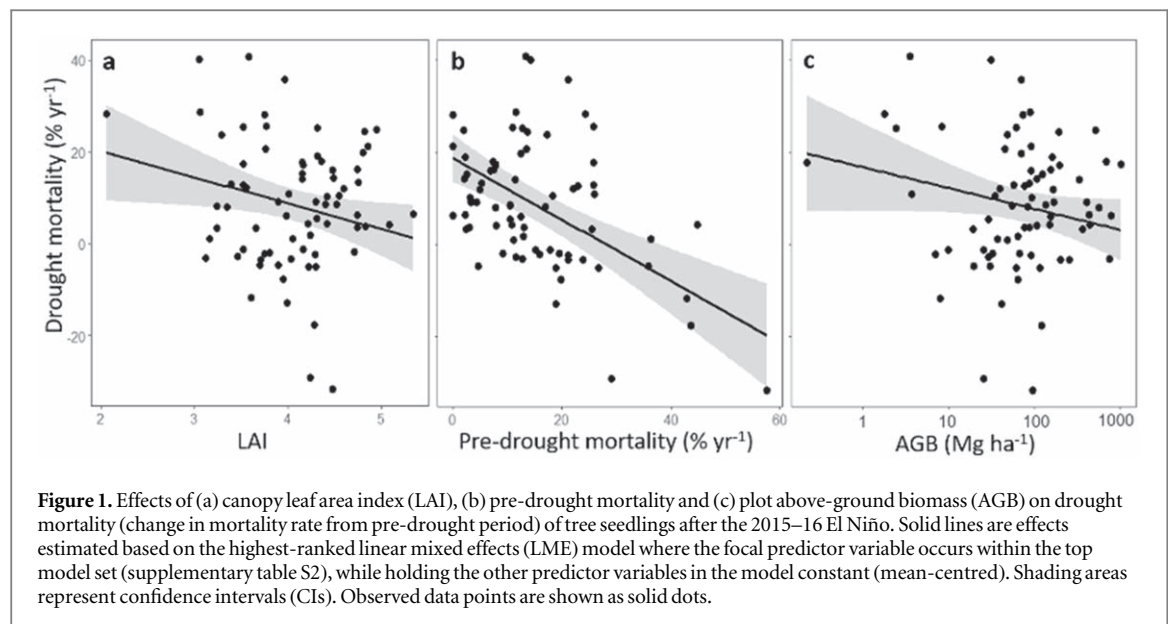 a
b
c
40
20
0
-20
Drought mortality (% yr-1)
2
3
4
5
0
20
40
60
1
10
100
1000
LAI
Pre-drought mortality (% yr-1)
AGB (Mg ha-1)
Figure 1. Effects of (a) canopy leaf area index (LAI), (b) pre-drought mortality and (c) plot above-ground biomass (AGB) on drought
mortality (change in mortality rate from pre-drought period) of tree seedlings after the 2015–16 El Niño. Solid lines are effects
estimated based on the highest-ranked linear mixed effects (LME) model where the focal predictor variable occurs within the top
model set (supplementary table S2), while holding the other predictor variables in the model constant (mean-centred). Shading areas
represent confidence intervals (CIs). Observed data points are shown as solid dots.